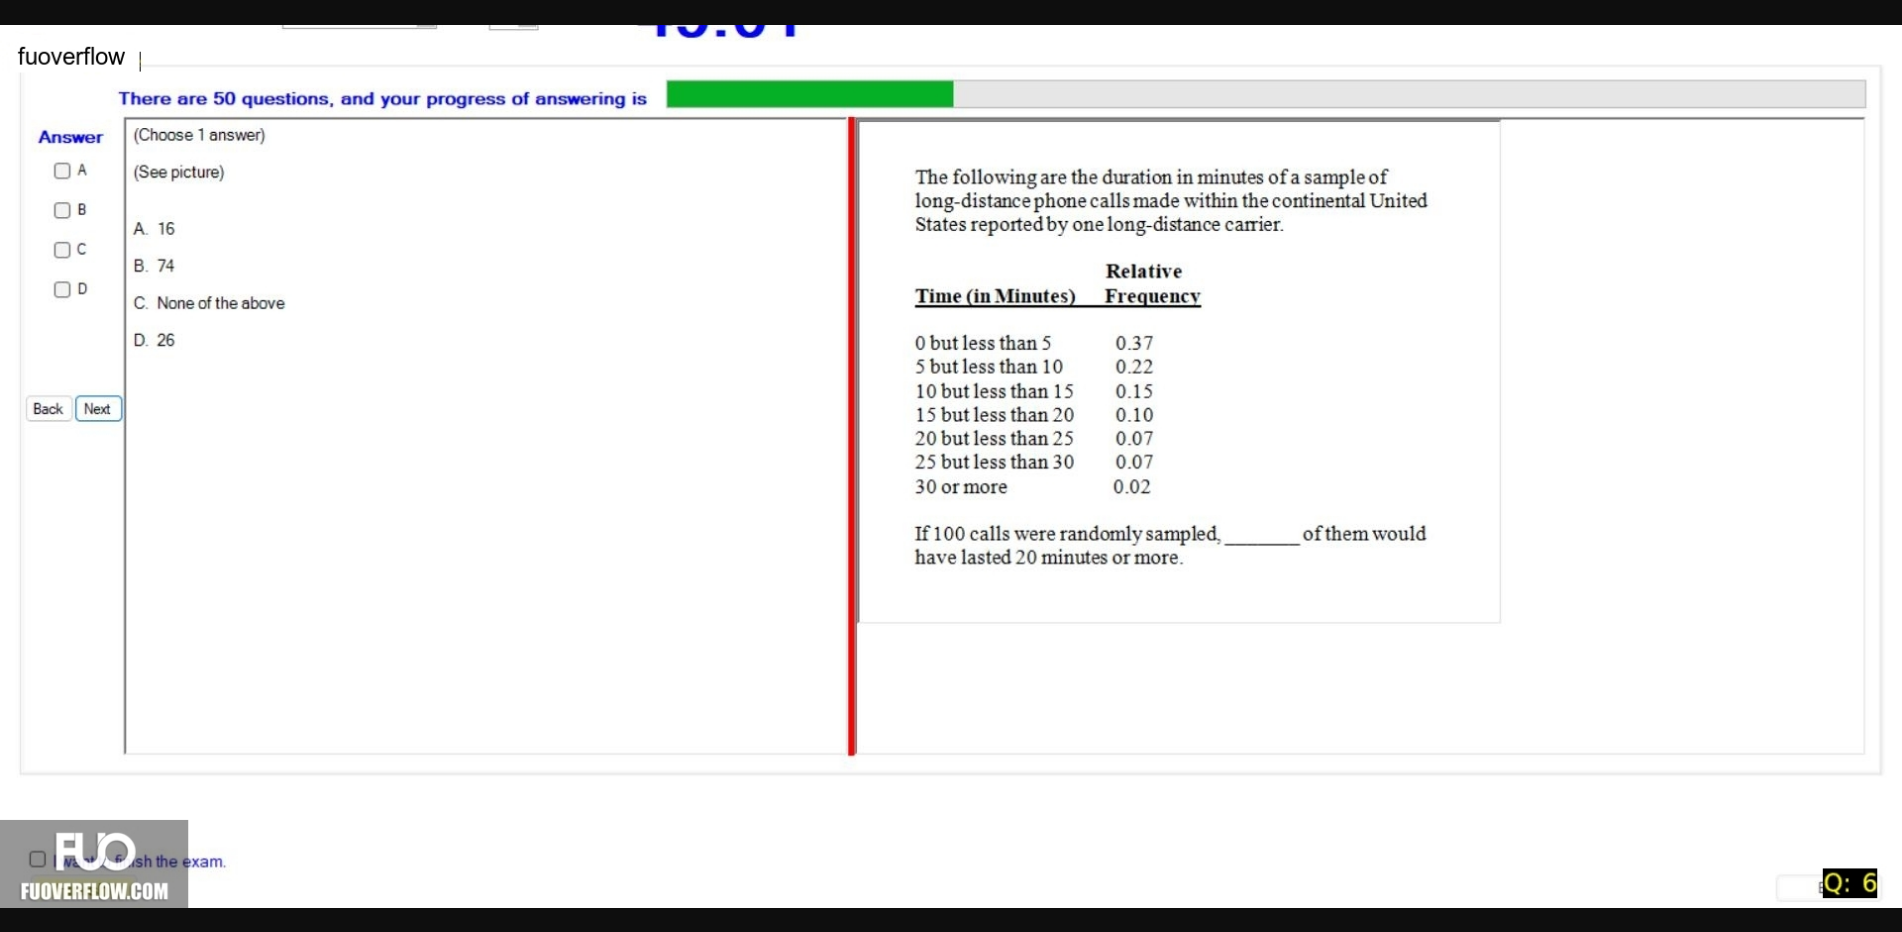 fuoverflow
There are 50 questions, and your progress of answering is
Answer
A
B
C
D
Back Next
(Choose 1 answer)
(See picture)
A. 16
B. 74
C. None of the above
D. 26
The following are the duration in minutes of a sample of
long-distance phone calls made within the continental United
States reported by one long-distance carrier.
Relative
Time (in Minutes) Frequency
0 but less than 5 0.37
5 but less than 10 0.22
10 but less than 15 0.15
15 but less than 20 0.10
20 but less than 25 0.07
25 but less than 30 0.07
30 or more 0.02
If 100 calls were randomly sampled, _______ of them would
have lasted 20 minutes or more.
FUO
the exam.
FUOVERFLOW.COM
Q: 6